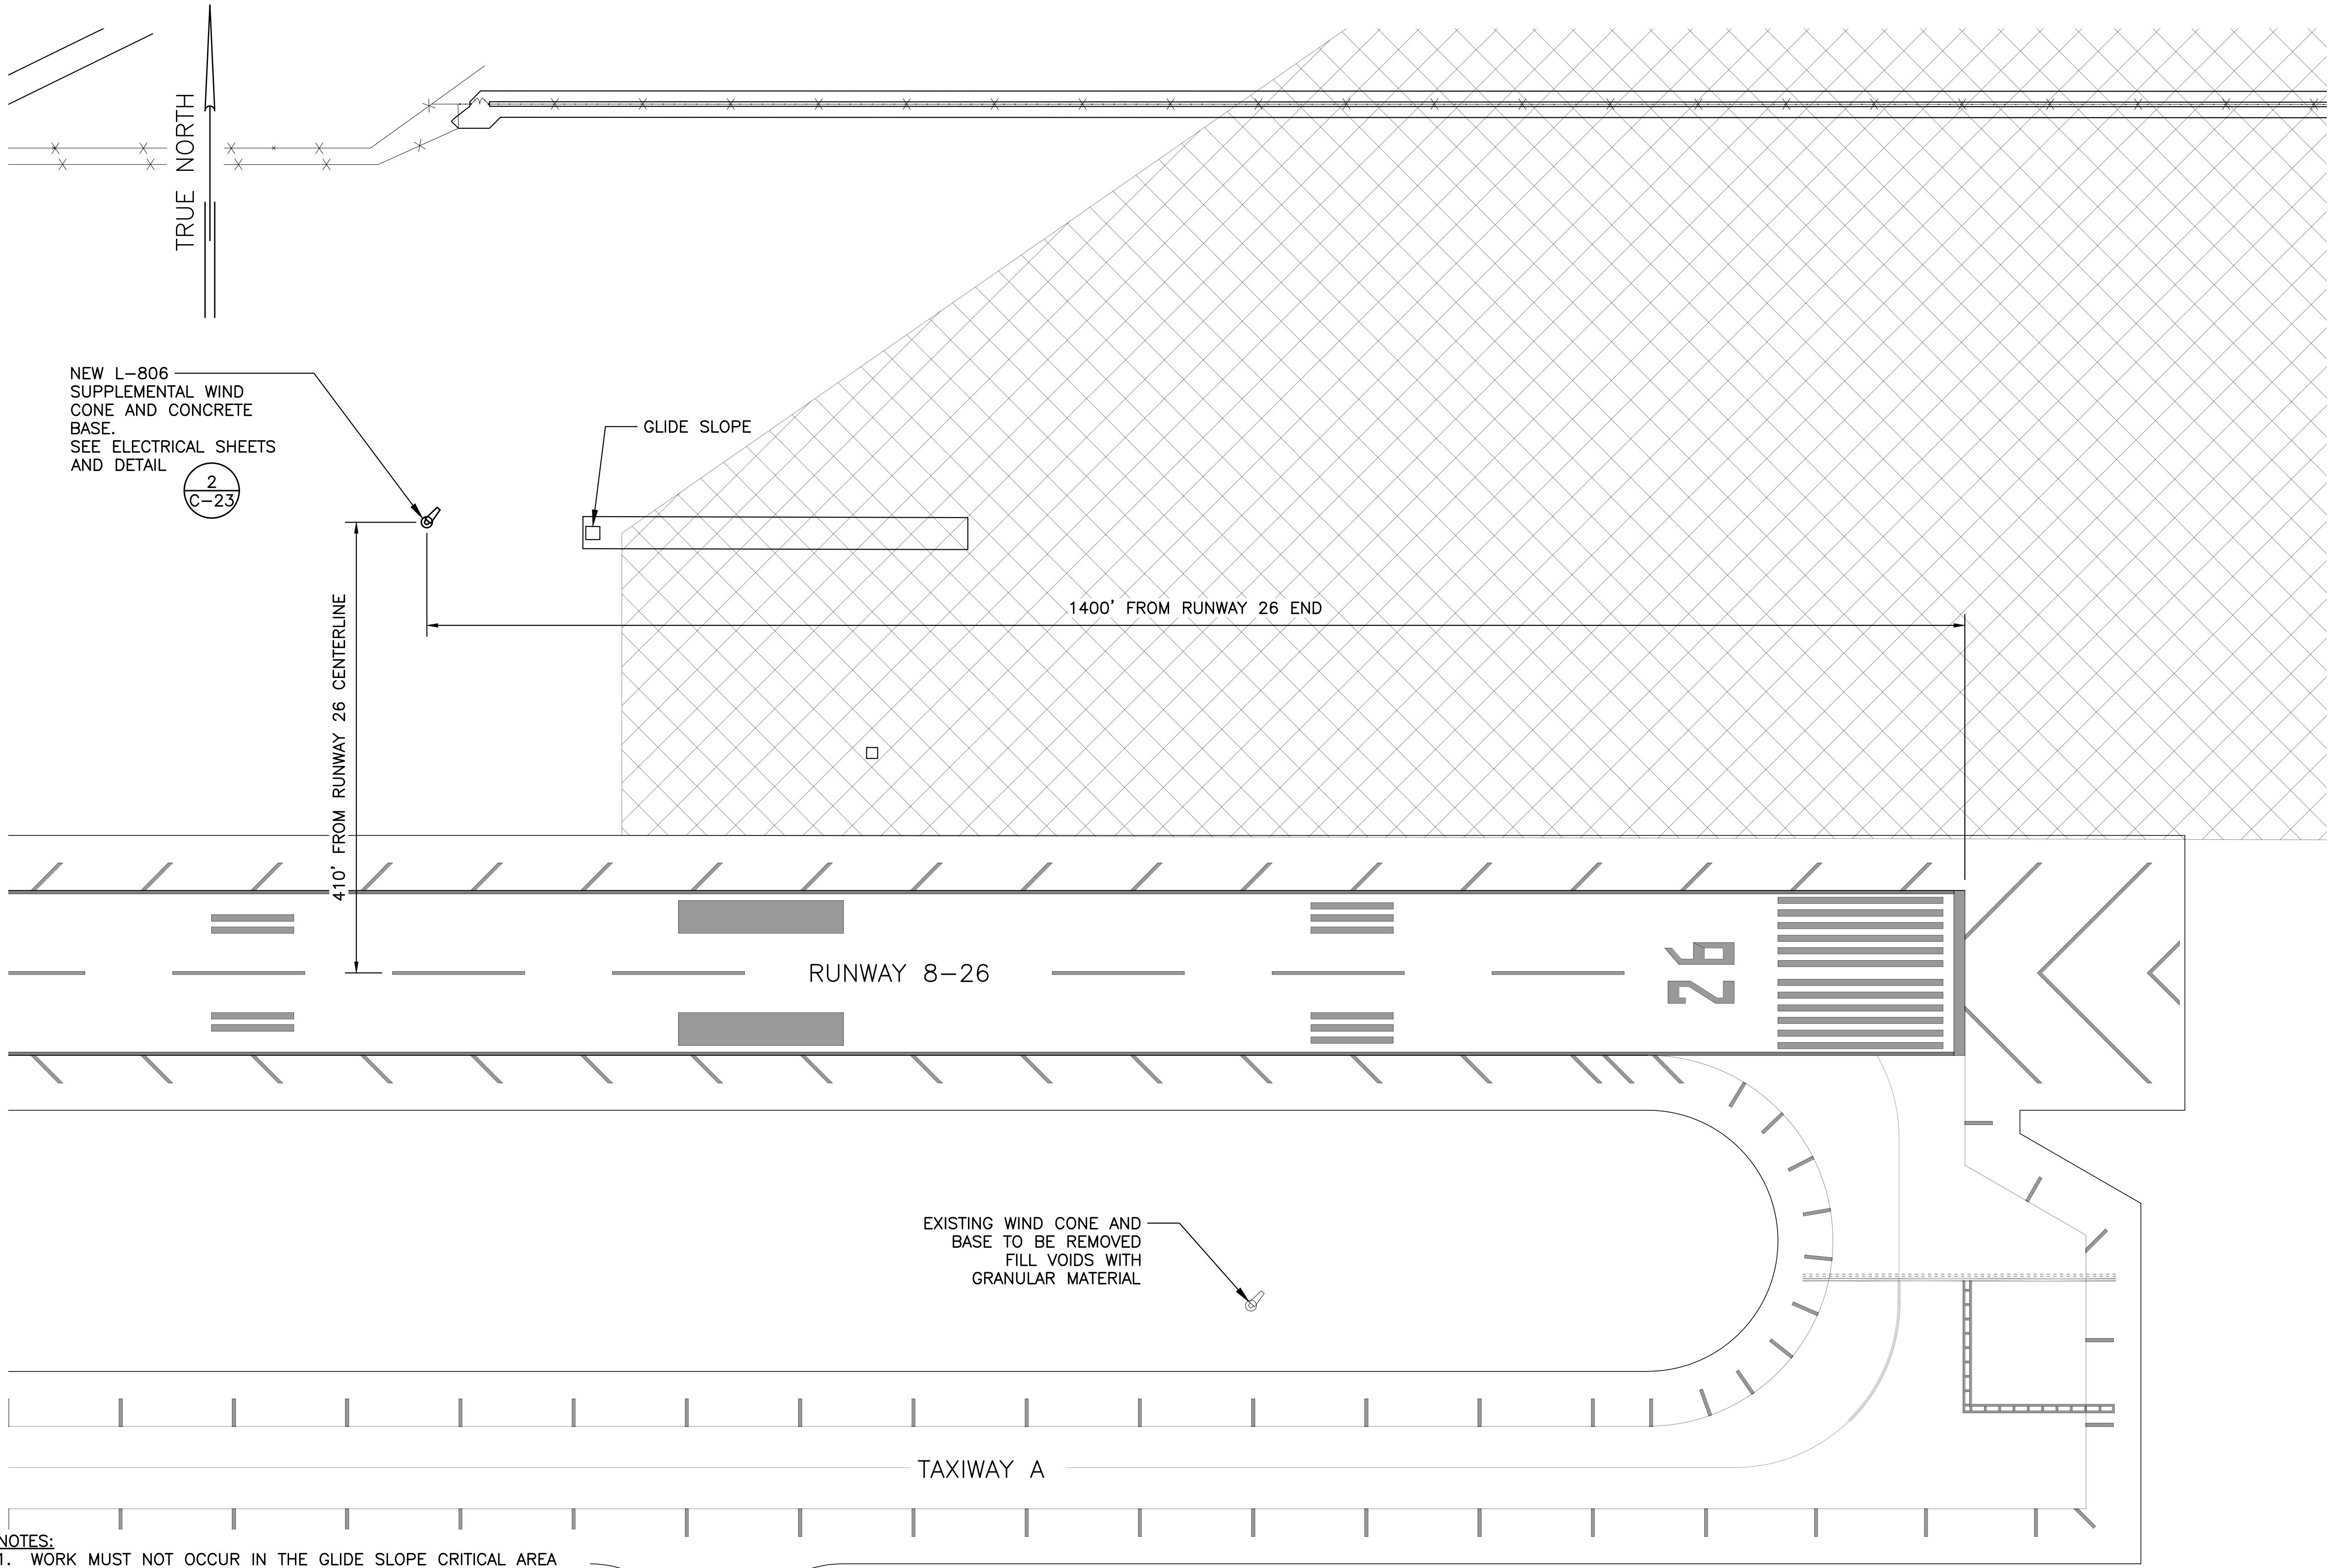 TRUE NORTH
NEW L-806
SUPPLEMENTAL WIND
CONE AND CONCRETE
BASE.
SEE ELECTRICAL SHEETS
AND DETAIL
2
C-23
GLIDE SLOPE
1400' FROM RUNWAY 26 END
410' FROM RUNWAY 26 CENTERLINE
RUNWAY 8-26
26
EXISTING WIND CONE AND
BASE TO BE REMOVED
FILL VOIDS WITH
GRANULAR MATERIAL
TAXIWAY A
NOTES:
1. WORK MUST NOT OCCUR IN THE GLIDE SLOPE CRITICAL AREA